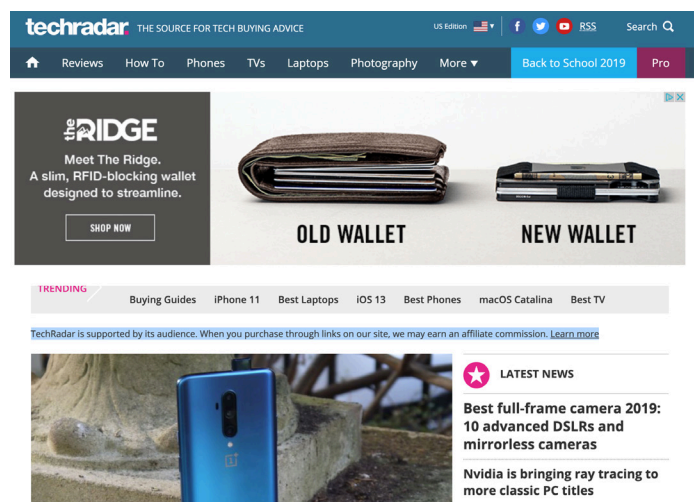 techradar. THE SOURCE FOR TECH BUYING ADVICE US Edition RSS Search
Reviews How To Phones TVs Laptops Photography More Back to School 2019 Pro
the RIDGE
Meet The Ridge.
A slim, RFID-blocking wallet
designed to streamline.
SHOP NOW
OLD WALLET NEW WALLET
TRENDING
Buying Guides iPhone 11 Best Laptops iOS 13 Best Phones macOS Catalina Best TV
TechRadar is supported by its audience. When you purchase through links on our site, we may earn an affiliate commission. Learn more
LATEST NEWS
Best full-frame camera 2019:
10 advanced DSLRs and
mirrorless cameras
Nvidia is bringing ray tracing to
more classic PC titles